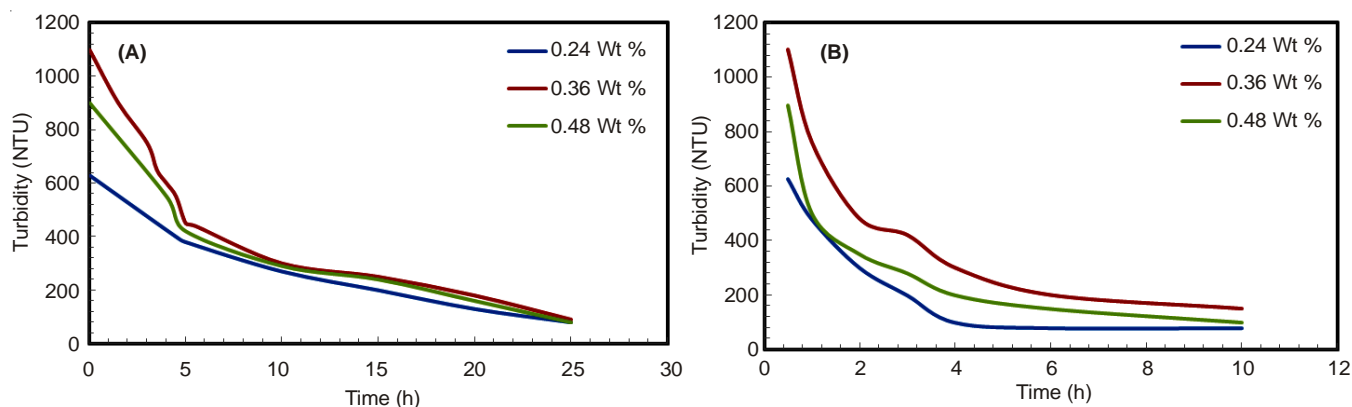 (A)
0.24 Wt %
0.36 Wt %
0.48 Wt %
1200
1000
800
600
400
200
0
Turbidity (NTU)
0 5 10 15 20 25 30
Time (h)
(B)
0.24 Wt %
0.36 Wt %
0.48 Wt %
1200
1000
800
600
400
200
0
Turbidity (NTU)
0 2 4 6 8 10 12
Time (h)